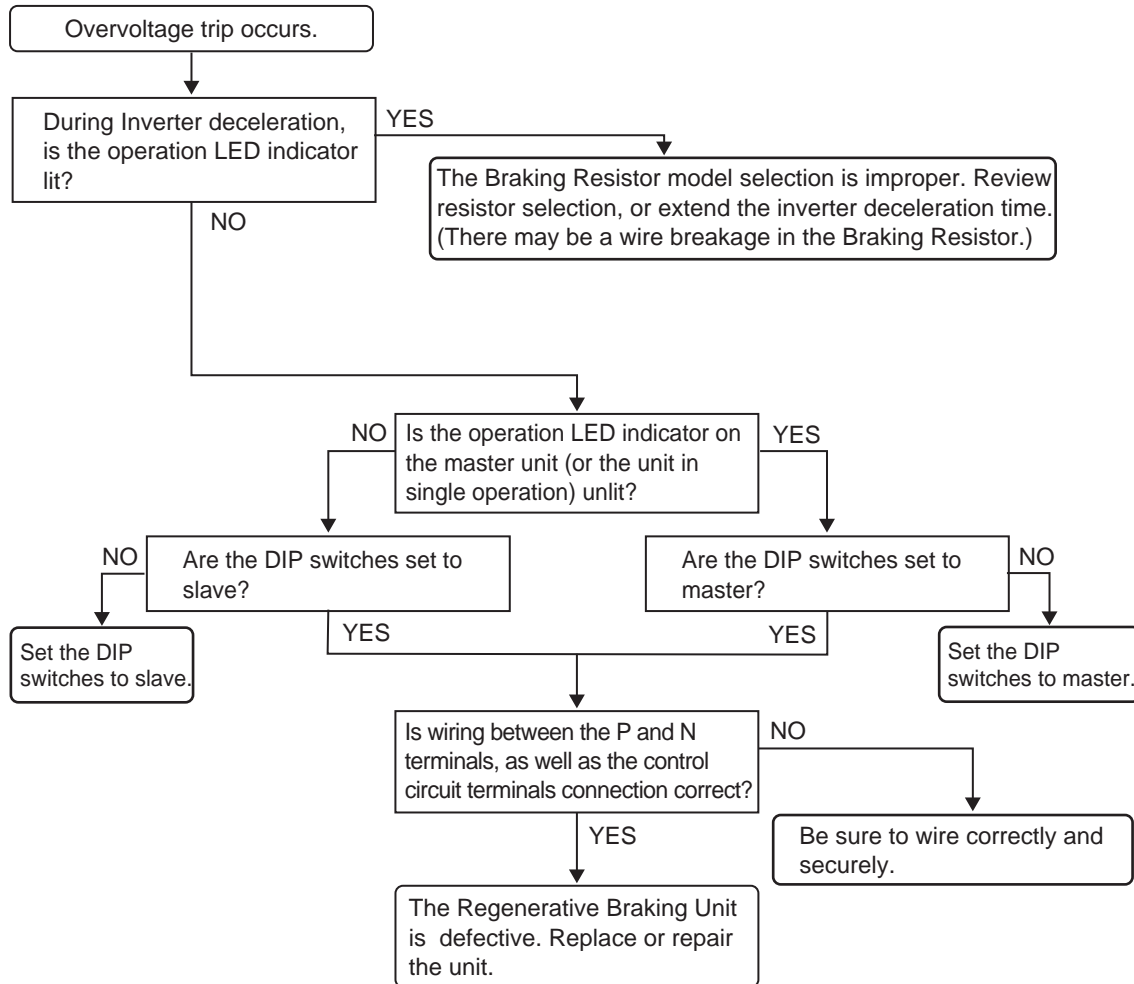 Overvoltage trip occurs.
During Inverter deceleration,
is the operation LED indicator
lit?
YES
The Braking Resistor model selection is improper. Review
resistor selection, or extend the inverter deceleration time.
(There may be a wire breakage in the Braking Resistor.)
NO
NO
Is the operation LED indicator on
the master unit (or the unit in
single operation) unlit?
YES
NO
Are the DIP switches set to
slave?
Are the DIP switches set to
master?
NO
YES
YES
Set the DIP
switches to slave.
Set the DIP
switches to master.
Is wiring between the P and N
terminals, as well as the control
circuit terminals connection correct?
NO
YES
Be sure to wire correctly and
securely.
The Regenerative Braking Unit
is defective. Replace or repair
the unit.